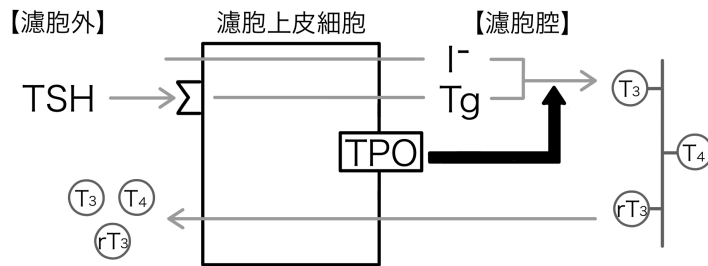 【濾胞外】
濾胞上皮細胞
【濾胞腔】
I⁻
TSH
Tg
T₃
TPO
T₄
T₃
T₄
rT₃
rT₃